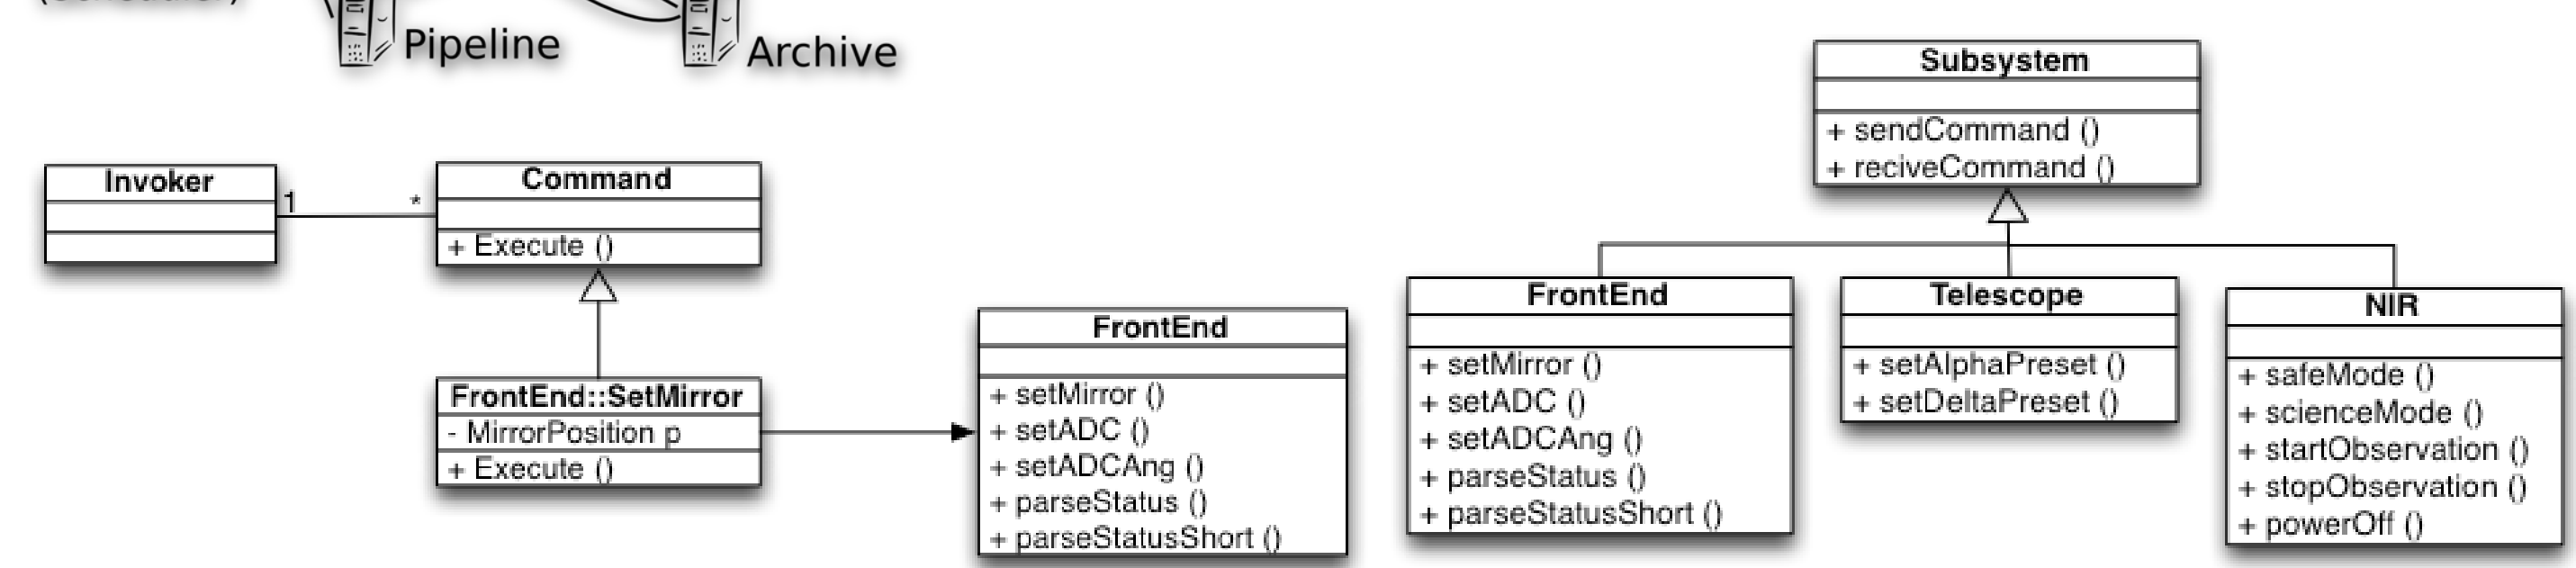 Pipeline
Archive
Invoker
1
*
Command
+ Execute ()
FrontEnd::SetMirror
- MirrorPosition p
+ Execute ()
FrontEnd
+ setMirror ()
+ setADC ()
+ setADCAng ()
+ parseStatus ()
+ parseStatusShort ()
Subsystem
+ sendCommand ()
+ reciveCommand ()
FrontEnd
+ setMirror ()
+ setADC ()
+ setADCAng ()
+ parseStatus ()
+ parseStatusShort ()
Telescope
+ setAlphaPreset ()
+ setDeltaPreset ()
NIR
+ safeMode ()
+ scienceMode ()
+ startObservation ()
+ stopObservation ()
+ powerOff ()